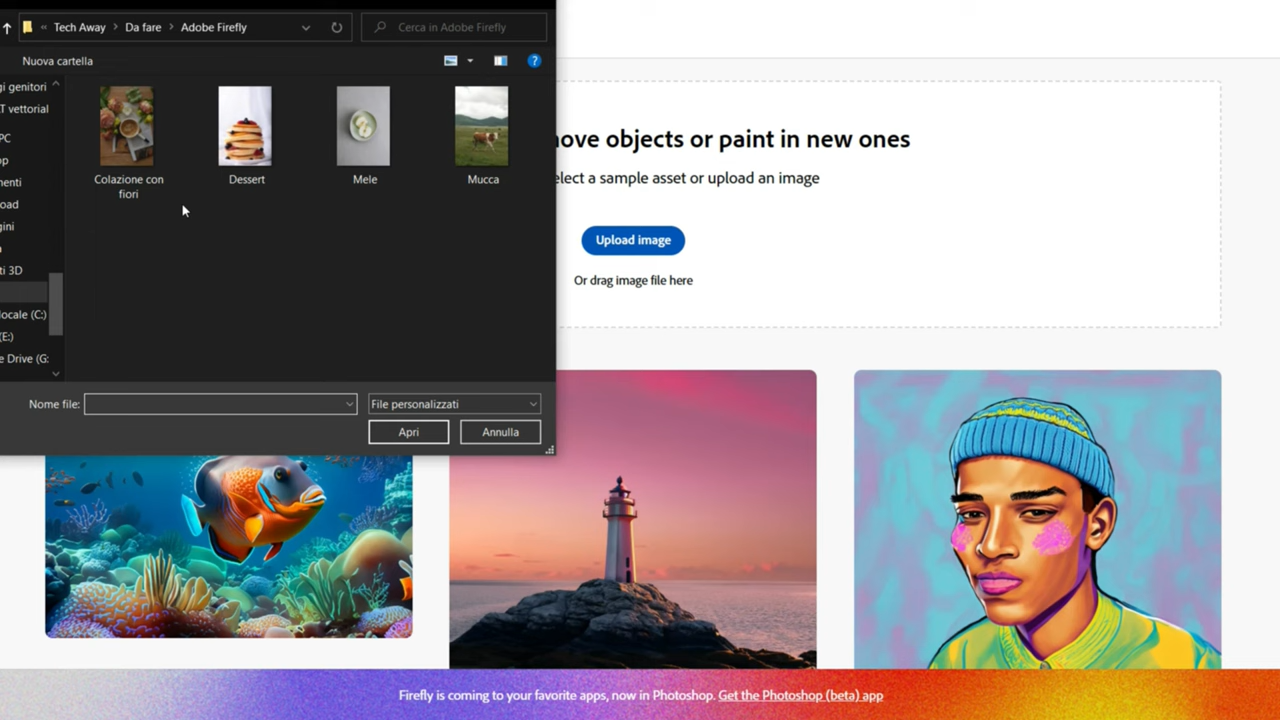 Tech Away
Da fare
Adobe Firefly
Cerca in Adobe Firefly
Nuova cartella
gi genitori
T vettorial
PC
enti
oad
gini
ti 3D
locale (C:)
(E:)
e Drive (G:
Colazione con
fiori
Dessert
Mele
Mucca
Nome file:
File personalizzati
Apri
Annulla
ove objects or paint in new ones
elect a sample asset or upload an image
Upload image
Or drag image file here
Firefly is coming to your favorite apps, now in Photoshop. Get the Photoshop (beta) app